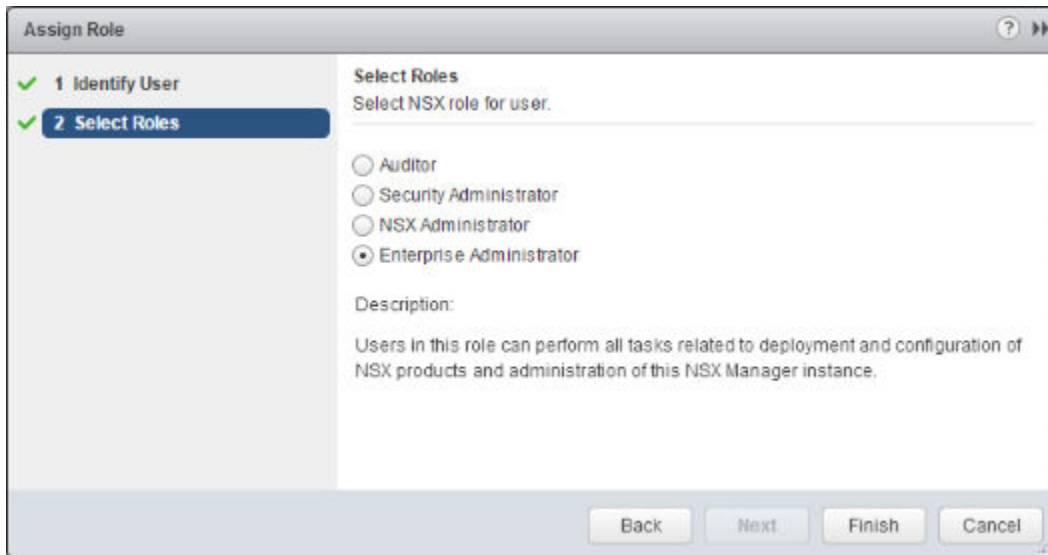 Assign Role
?
1 Identify User
2 Select Roles
Select Roles
Select NSX role for user.
Auditor
Security Administrator
NSX Administrator
Enterprise Administrator
Description:
Users in this role can perform all tasks related to deployment and configuration of
NSX products and administration of this NSX Manager instance.
Back
Next
Finish
Cancel